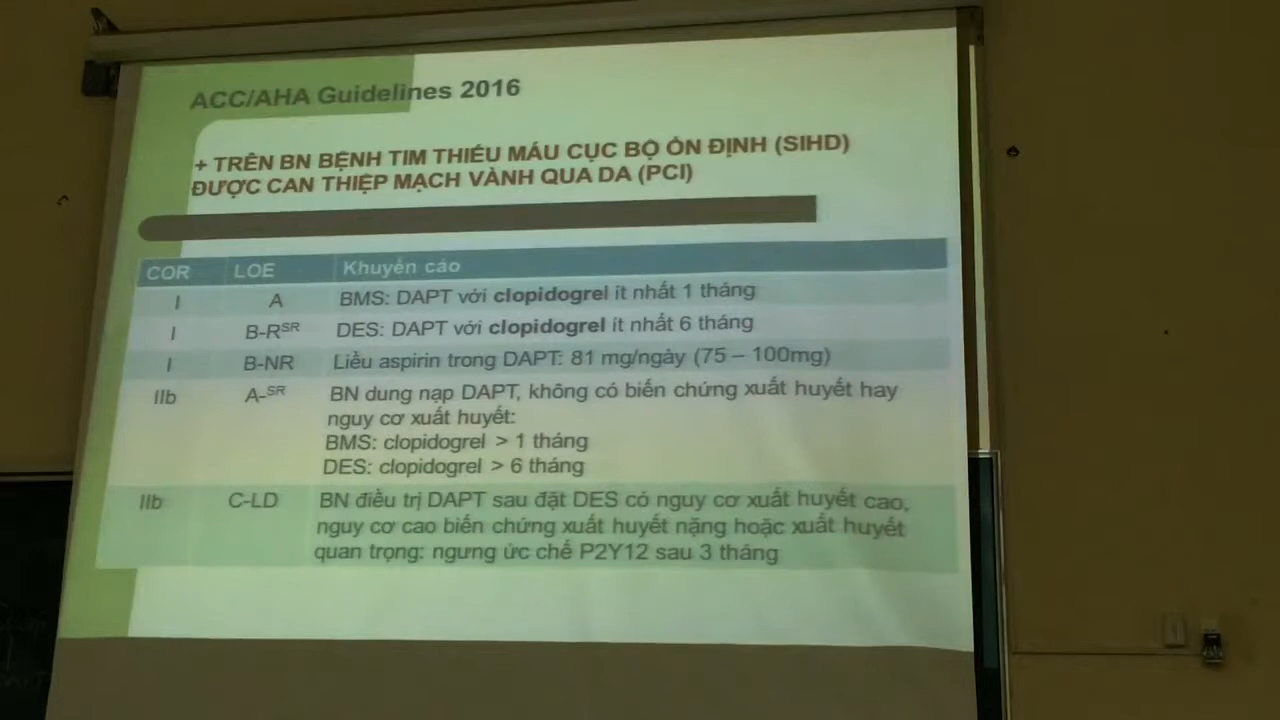 ACC/AHA Guidelines 2016
+ TRÊN BN BỆNH TIM THIẾU MÁU CỤC BỘ ỔN ĐỊNH (SIHD)
ĐƯỢC CAN THIỆP MẠCH VÀNH QUA DA (PCI)
COR LOE Khuyến cáo
I A BMS: DAPT với clopidogrel ít nhất 1 tháng
I B-R^SR DES: DAPT với clopidogrel ít nhất 6 tháng
I B-NR Liều aspirin trong DAPT: 81 mg/ngày (75 – 100mg)
IIb A-^SR BN dung nạp DAPT, không có biến chứng xuất huyết hay
nguy cơ xuất huyết:
BMS: clopidogrel > 1 tháng
DES: clopidogrel > 6 tháng
IIb C-LD BN điều trị DAPT sau đặt DES có nguy cơ xuất huyết cao,
nguy cơ cao biến chứng xuất huyết nặng hoặc xuất huyết
quan trọng: ngưng ức chế P2Y12 sau 3 tháng